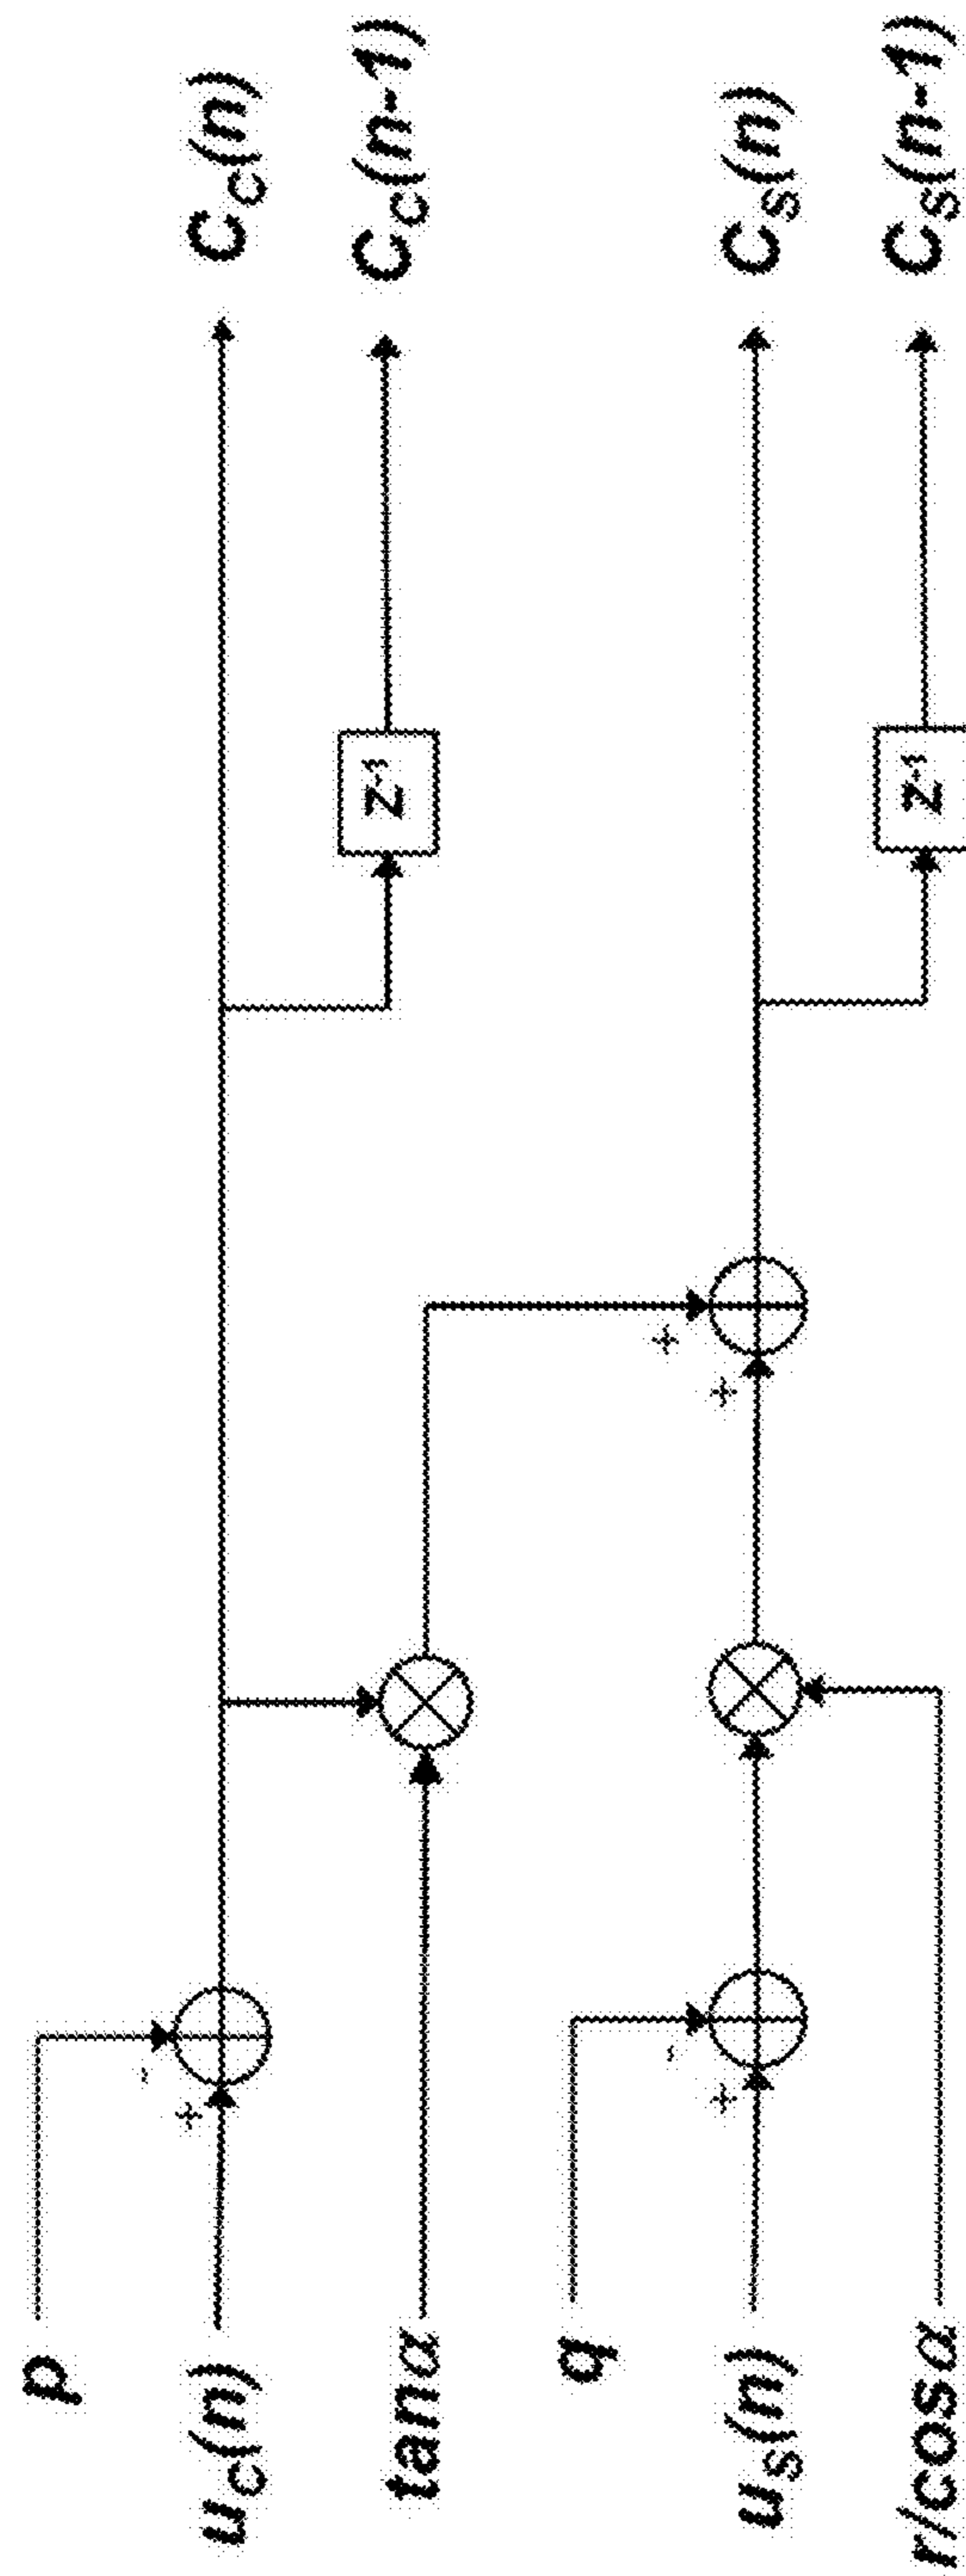 p
u_c(n)
tanα
q
u_s(n)
r/cosα
- +
- +
+ +
z⁻¹
z⁻¹
C_c(n)
C_c(n-1)
C_s(n)
C_s(n-1)